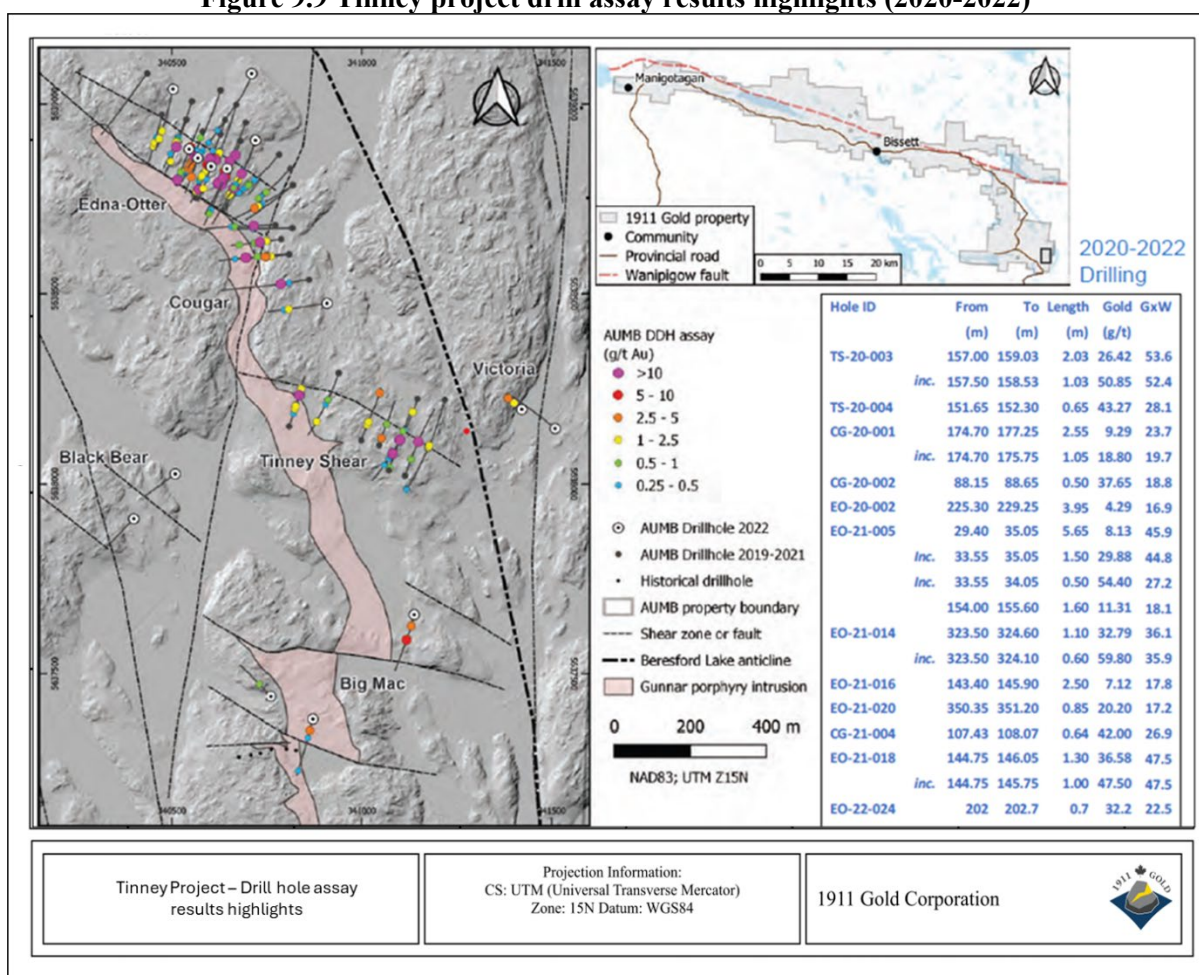 Figure 9.9 Tinney project drill assay results highlights (2020-2022)
340500
341000
341500
Edna-Otter
Cougar
Victoria
Black Bear
Tinney Shear
Big Mac
5637500
340500
341000
341500
Manigotagan
Bissett
1911 Gold property
Community
Provincial road
Wanipigow fault
0 5 10 15 20 km
AUMB DDH assay
(g/t Au)
>10
5 - 10
2.5 - 5
1 - 2.5
0.5 - 1
0.25 - 0.5
AUMB Drillhole 2022
AUMB Drillhole 2019-2021
Historical drillhole
AUMB property boundary
Shear zone or fault
Beresford Lake anticline
Gunnar porphyry intrusion
0 200 400 m
NAD83; UTM Z15N
2020-2022
Drilling
Hole ID From To Length Gold GxW
(m) (m) (m) (g/t)
TS-20-003 157.00 159.03 2.03 26.42 53.6
inc. 157.50 158.53 1.03 50.85 52.4
TS-20-004 151.65 152.30 0.65 43.27 28.1
CG-20-001 174.70 177.25 2.55 9.29 23.7
inc. 174.70 175.75 1.05 18.80 19.7
CG-20-002 88.15 88.65 0.50 37.65 18.8
EO-20-002 225.30 229.25 3.95 4.29 16.9
EO-21-005 29.40 35.05 5.65 8.13 45.9
inc. 33.55 35.05 1.50 29.88 44.8
inc. 33.55 34.05 0.50 54.40 27.2
154.00 155.60 1.60 11.31 18.1
EO-21-014 323.50 324.60 1.10 32.79 36.1
inc. 323.50 324.10 0.60 59.80 35.9
EO-21-016 143.40 145.90 2.50 7.12 17.8
EO-21-020 350.35 351.20 0.85 20.20 17.2
CG-21-004 107.43 108.07 0.64 42.00 26.9
EO-21-018 144.75 146.05 1.30 36.58 47.5
inc. 144.75 145.75 1.00 47.50 47.5
EO-22-024 202 202.7 0.7 32.2 22.5
Tinney Project – Drill hole assay
results highlights
Projection Information:
CS: UTM (Universal Transverse Mercator)
Zone: 15N Datum: WGS84
1911 Gold Corporation
1911 GOLD